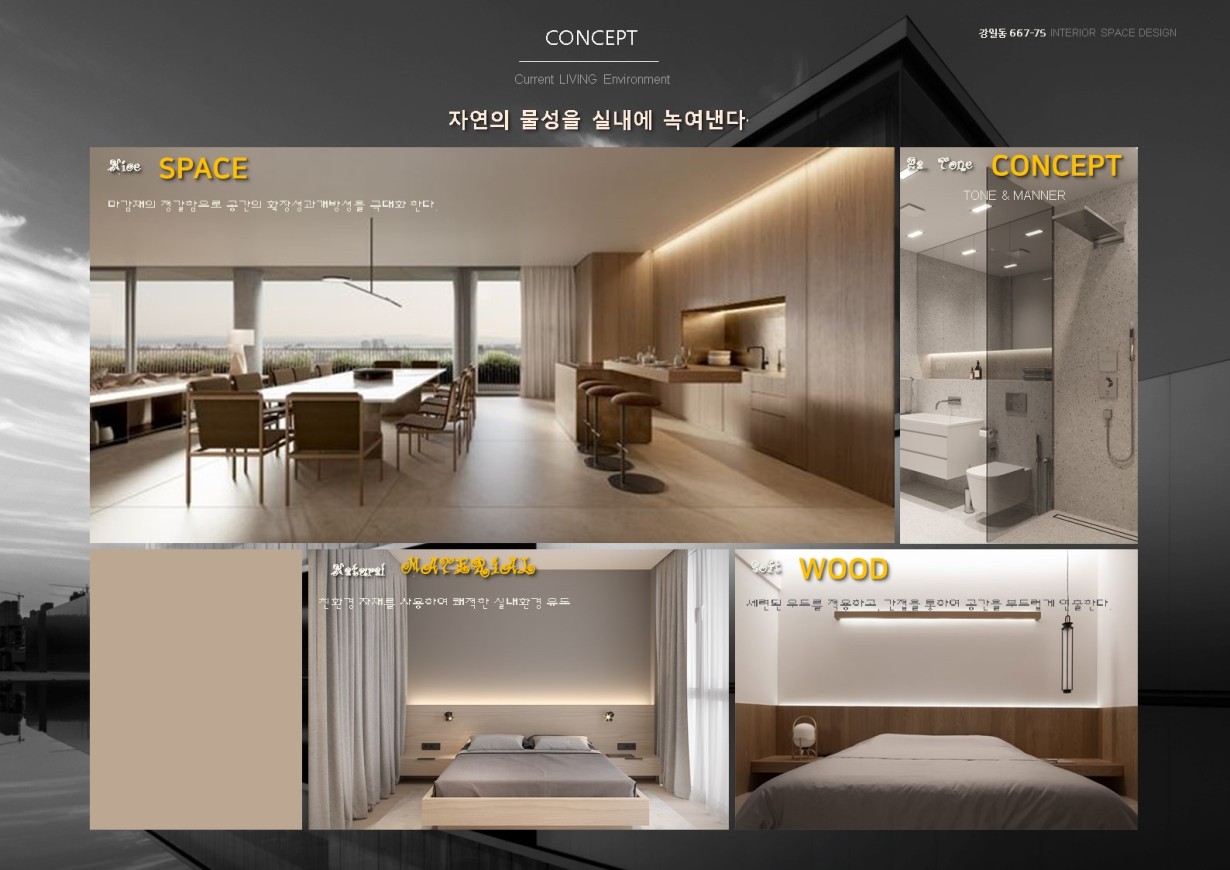 CONCEPT
강일동 667-75 INTERIOR SPACE DESIGN
Current LIVING Environment
자연의 물성을 실내에 녹여낸다.
Nice SPACE
마감재의 정갈함으로 공간의 확장성과개방성을 극대화 한다.
Tone CONCEPT
TONE & MANNER
Natural MATERIAL
친환경 자재를 사용하여 쾌적한 실내환경 유도
Soft WOOD
세련된 우드를 적용하고, 간접을 통하여 공간을 부드럽게 연출한다.